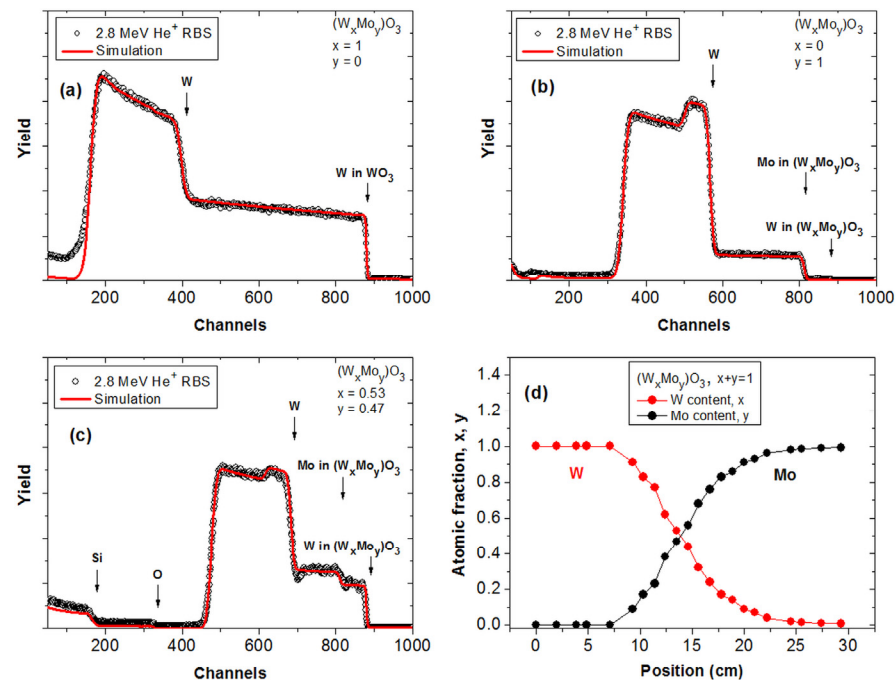 2.8 MeV He⁺ RBS
Simulation
(WₓMoᵧ)O₃
x = 1
y = 0
(a)
W
W in WO₃
Yield
200 400 600 800 1000
Channels
2.8 MeV He⁺ RBS
Simulation
(WₓMoᵧ)O₃
x = 0
y = 1
(b)
W
Mo in (WₓMoᵧ)O₃
W in (WₓMoᵧ)O₃
Yield
200 400 600 800 1000
Channels
2.8 MeV He⁺ RBS
Simulation
(WₓMoᵧ)O₃
x = 0.53
y = 0.47
(c)
W
Mo in (WₓMoᵧ)O₃
W in (WₓMoᵧ)O₃
Si
O
Yield
200 400 600 800 1000
Channels
(WₓMoᵧ)O₃, x+y=1
W content, x
Mo content, y
(d)
W
Mo
Atomic fraction, x, y
1.4
1.2
1.0
0.8
0.6
0.4
0.2
0.0
0 5 10 15 20 25 30
Position (cm)